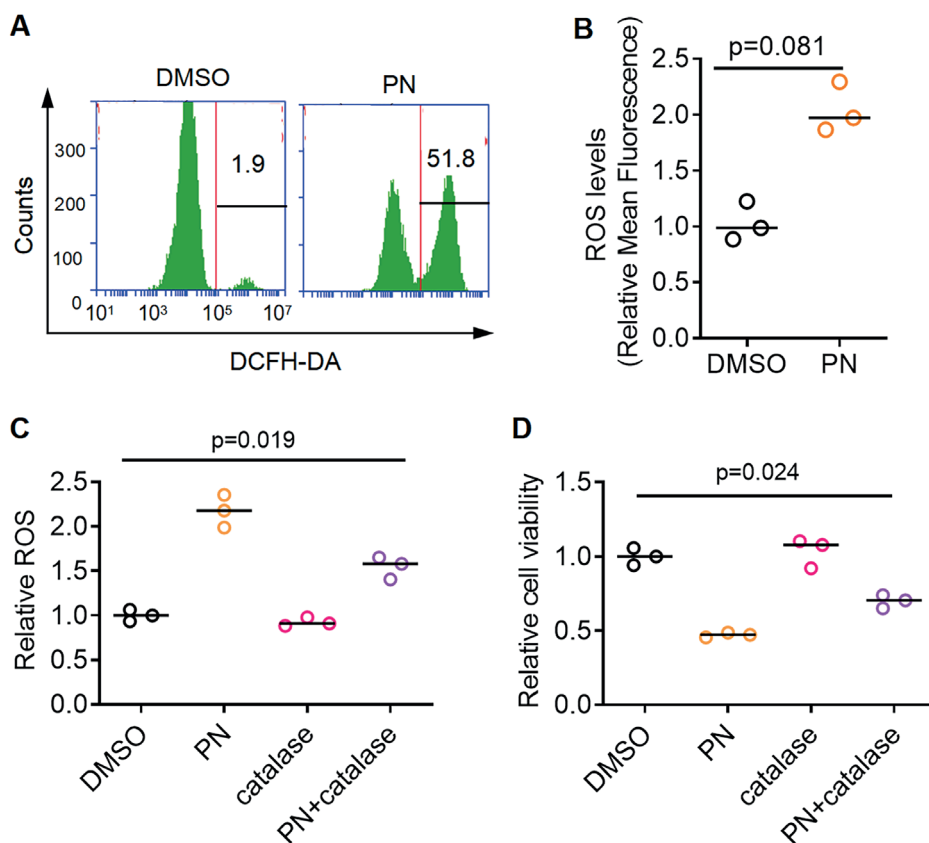 A
DMSO
PN
1.9
51.8
Counts
300
200
100
0
10¹ 10³ 10⁵ 10⁷
DCFH-DA
B
p=0.081
ROS levels
(Relative Mean Fluorescence)
2.5
2.0
1.5
1.0
0.5
0.0
DMSO PN
C
p=0.019
Relative ROS
2.5
2.0
1.5
1.0
0.5
0.0
DMSO
PN
catalase
PN+catalase
D
p=0.024
Relative cell viability
1.5
1.0
0.5
0.0
DMSO
PN
catalase
PN+catalase